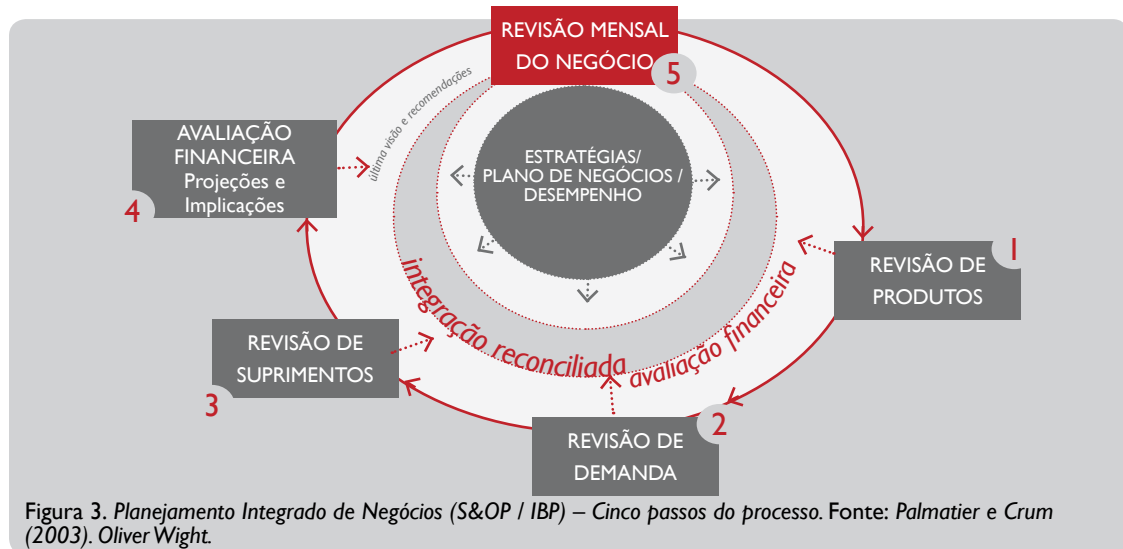 REVISÃO MENSAL
DO NEGÓCIO
5
última visão e recomendações
AVALIAÇÃO
FINANCEIRA
Projeções e
Implicações
4
ESTRATÉGIAS/
PLANO DE NEGÓCIOS /
DESEMPENHO
1
REVISÃO DE
PRODUTOS
integração reconciliada
avaliação financeira
REVISÃO DE
SUPRIMENTOS
3
2
REVISÃO DE
DEMANDA
Figura 3. Planejamento Integrado de Negócios (S&OP / IBP) – Cinco passos do processo. Fonte: Palmatier e Crum
(2003). Oliver Wight.